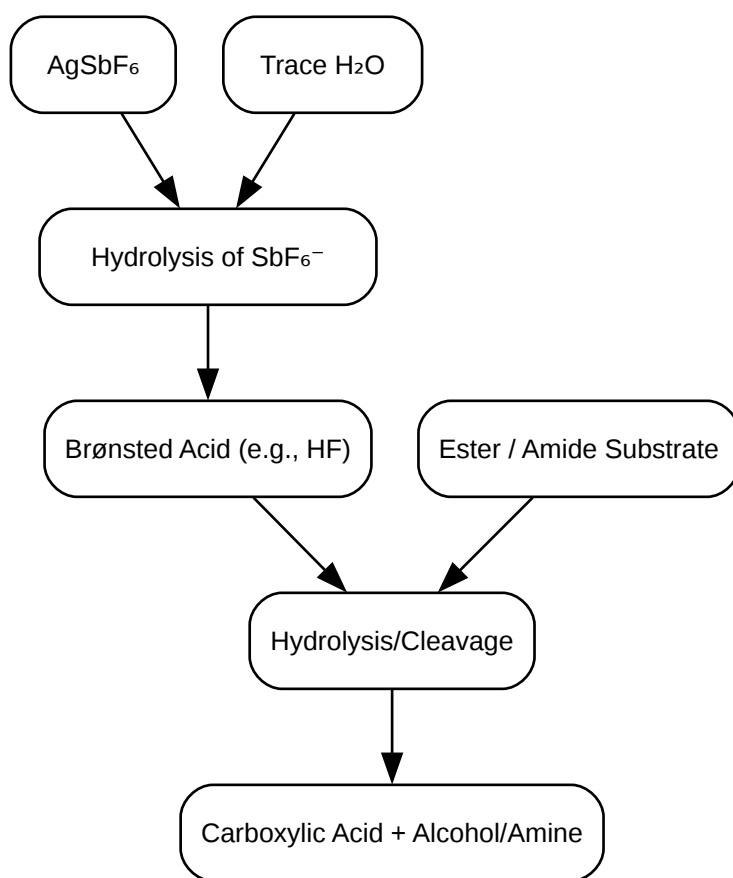 AgSbF₆
Trace H₂O
Hydrolysis of SbF₆⁻
Brønsted Acid (e.g., HF)
Ester / Amide Substrate
Hydrolysis/Cleavage
Carboxylic Acid + Alcohol/Amine